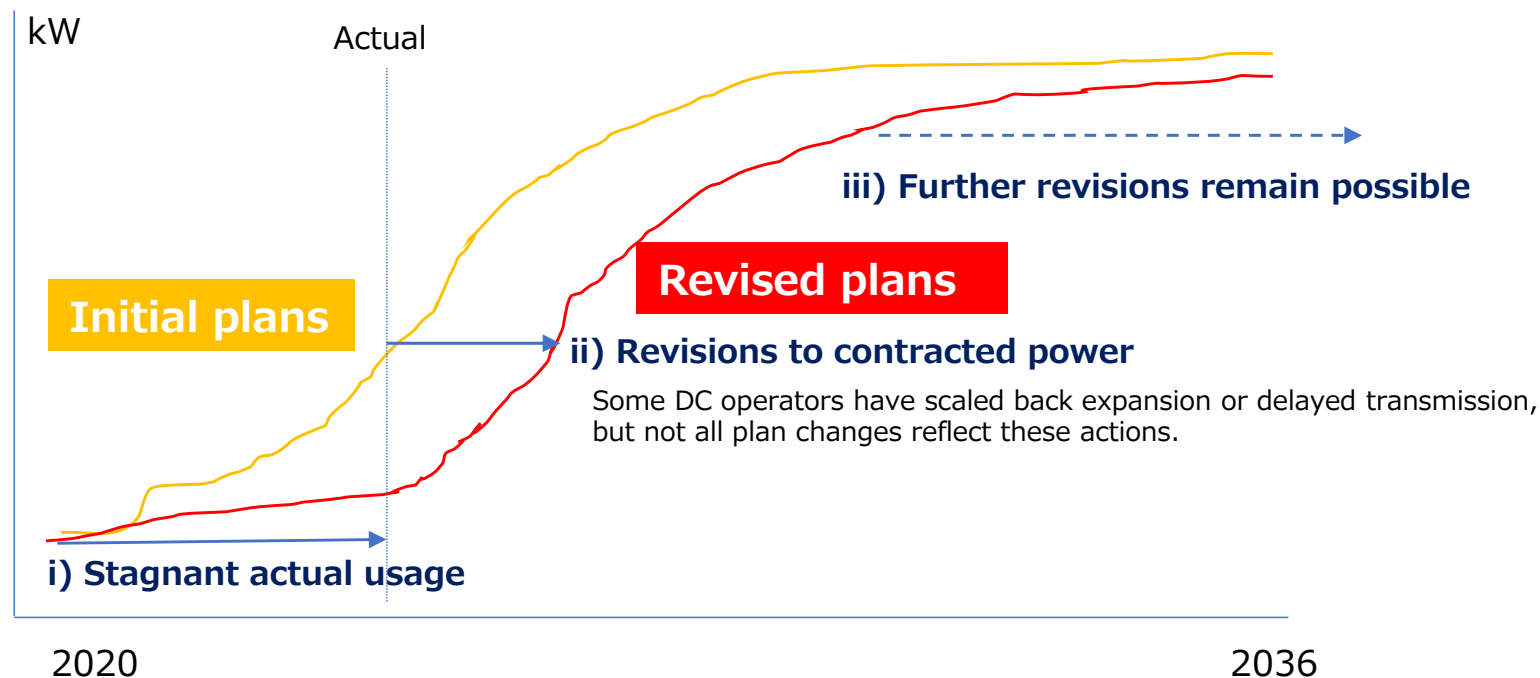 kW
Actual
iii) Further revisions remain possible
Revised plans
Initial plans
ii) Revisions to contracted power
Some DC operators have scaled back expansion or delayed transmission,
but not all plan changes reflect these actions.
i) Stagnant actual usage
2020
2036